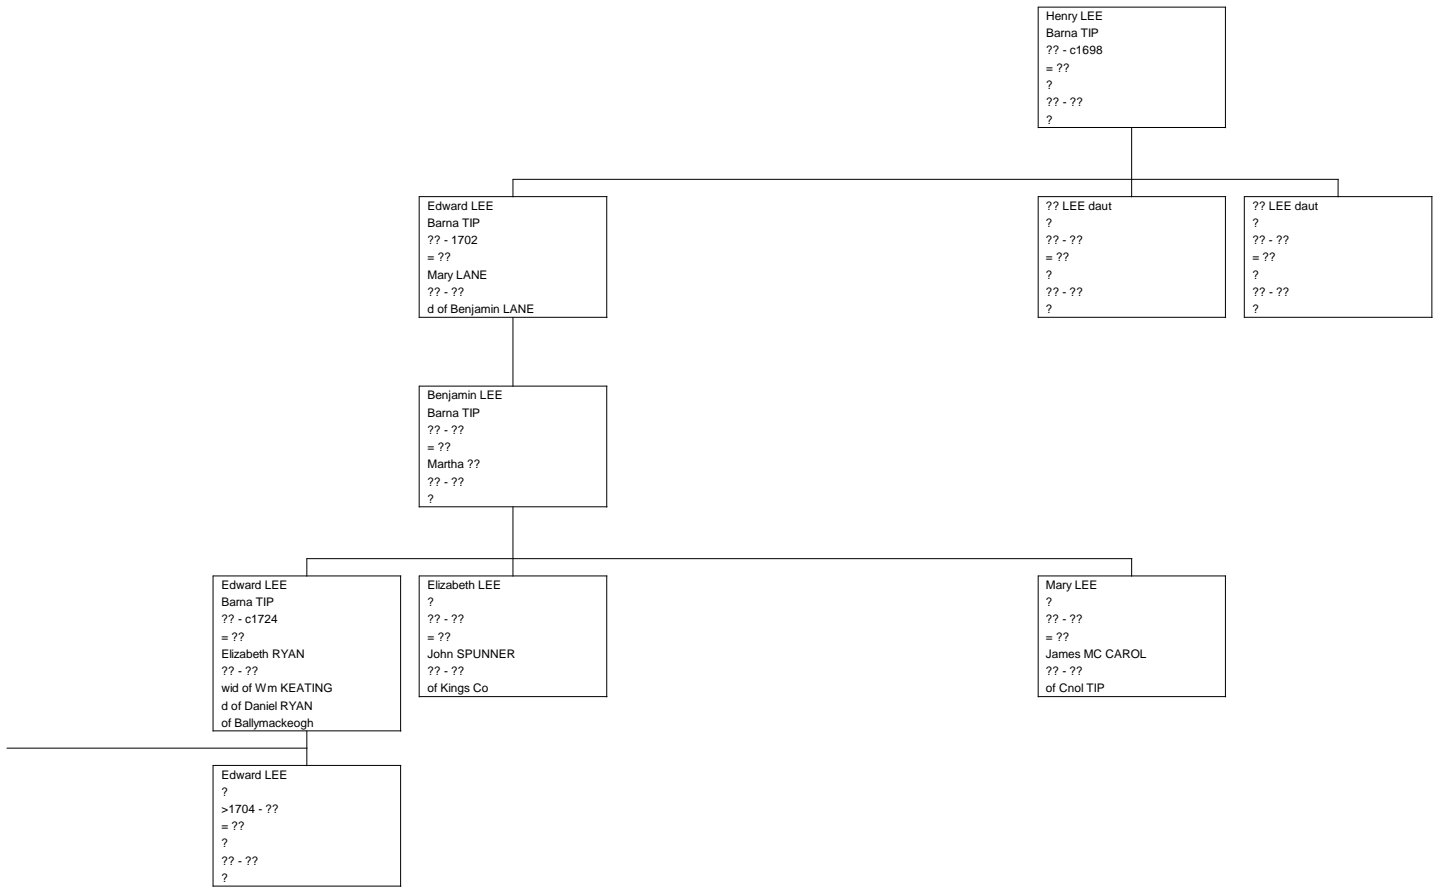 Henry LEE
Barna TIP
?? - c1698
= ??
?
?? - ??
?
Edward LEE
Barna TIP
?? - 1702
= ??
Mary LANE
?? - ??
d of Benjamin LANE
?? LEE daut
?
?? - ??
= ??
?
?? - ??
?
?? LEE daut
?
?? - ??
= ??
?
?? - ??
?
Benjamin LEE
Barna TIP
?? - ??
= ??
Martha ??
?? - ??
?
Edward LEE
Barna TIP
?? - c1724
= ??
Elizabeth RYAN
?? - ??
wid of Wm KEATING
d of Daniel RYAN
of Ballymackeogh
Elizabeth LEE
?
?? - ??
= ??
John SPUNNER
?? - ??
of Kings Co
Mary LEE
?
?? - ??
= ??
James MC CAROL
?? - ??
of Cnol TIP
Edward LEE
?
>1704 - ??
= ??
?
?? - ??
?